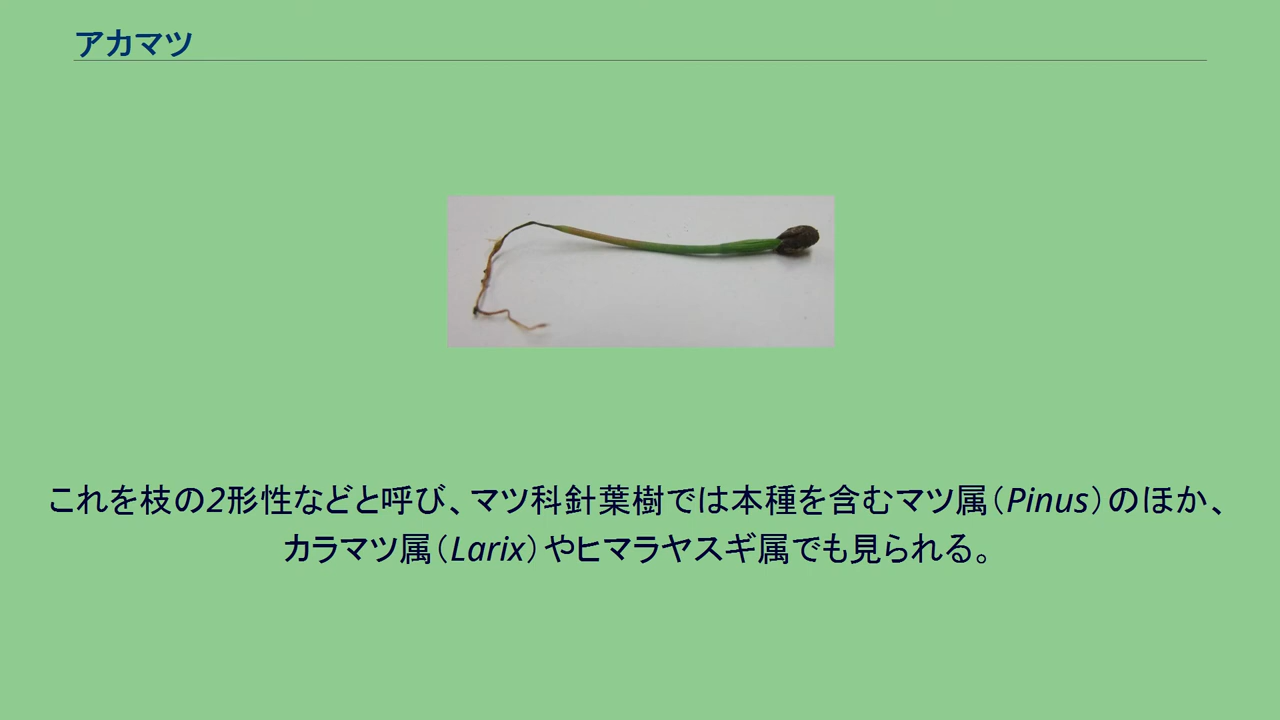 アカマツ
これを枝の2形性などと呼び、マツ科針葉樹では本種を含むマツ属（Pinus）のほか、
カラマツ属（Larix）やヒマラヤスギ属でも見られる。